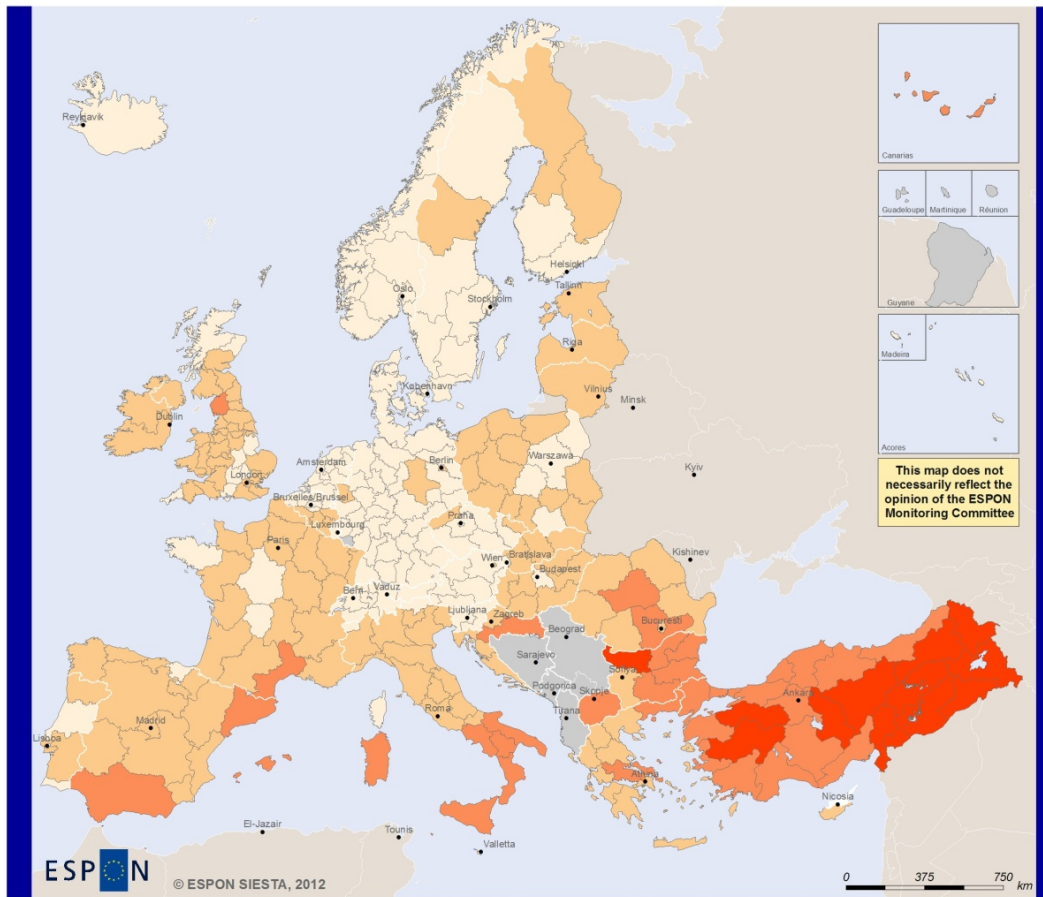 Reykjavik
Canarias
Guadeloupe
Martinique
Réunion
Guyane
Madeira
Acores
This map does not
necessarily reflect the
opinion of the ESPON
Monitoring Committee
Helsinki
Oslo
Tallinn
Stockholm
Riga
København
Vilnius
Minsk
Dublin
Amsterdam
Berlin
Warszawa
London
Bruxelles/Brussel
Kyiv
Luxembourg
Praha
Paris
Wien
Bratislava
Kishinev
Budapest
Bern
Vaduz
Ljubljana
Zagreb
Beograd
Bucuresti
Sarajevo
Sofiya
Podgorica
Skopje
Tirana
Ankara
Roma
Madrid
Lisboa
Athina
Nicosia
El-Jazair
Tounis
Valletta
ESPON
© ESPON SIESTA, 2012
0 375 750
km